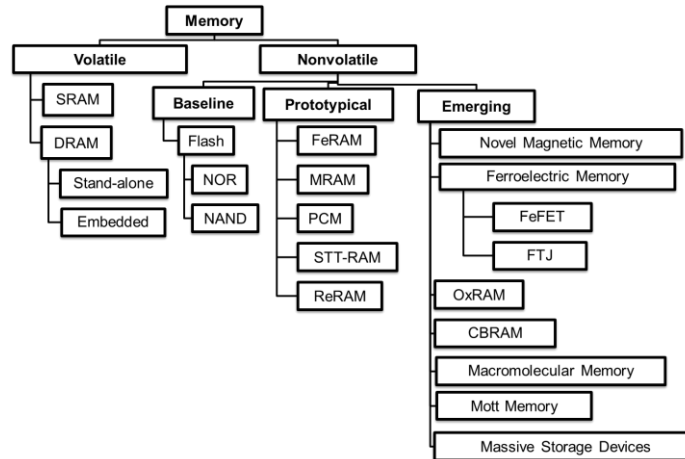 Memory
Volatile
Nonvolatile
SRAM
DRAM
Stand-alone
Embedded
Baseline
Flash
NOR
NAND
Prototypical
FeRAM
MRAM
PCM
STT-RAM
ReRAM
Emerging
Novel Magnetic Memory
Ferroelectric Memory
FeFET
FTJ
OxRAM
CBRAM
Macromolecular Memory
Mott Memory
Massive Storage Devices